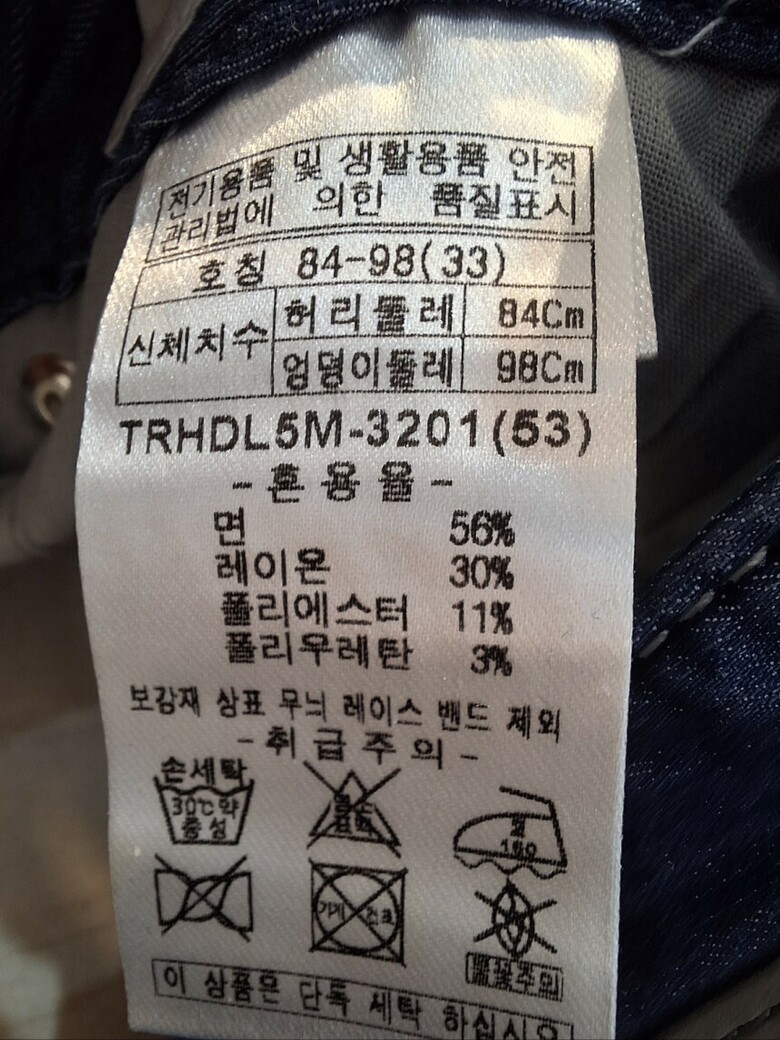 전기용품 및 생활용품 안전
관리법에 의한 품질표시
호칭 84-98(33)
신체치수
허리둘레 84Cm
엉덩이둘레 98Cm
TRHDL5M-3201(53)
-혼용율-
면 56%
레이온 30%
폴리에스터 11%
폴리우레탄 3%
보강재 상표 무늬 레이스 밴드 제외
-취급주의-
손세탁
30℃약
중성
기계 건조
불꽃주의
이 상품은 단독 세탁 하십시오